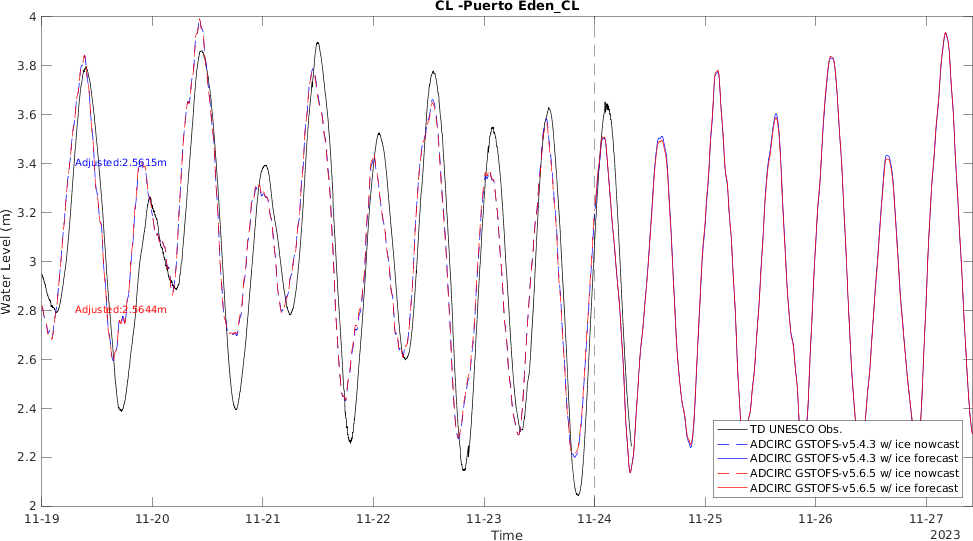 CL -Puerto Eden_CL
4
3.8
3.6
3.4
3.2
3
2.8
2.6
2.4
2.2
2
Water Level (m)
Adjusted:2.5615m
Adjusted:2.5644m
TD UNESCO Obs.
ADCIRC GSTOFS-v5.4.3 w/ ice nowcast
ADCIRC GSTOFS-v5.4.3 w/ ice forecast
ADCIRC GSTOFS-v5.6.5 w/ ice nowcast
ADCIRC GSTOFS-v5.6.5 w/ ice forecast
11-19 11-20 11-21 11-22 11-23 11-24 11-25 11-26 11-27
Time
2023